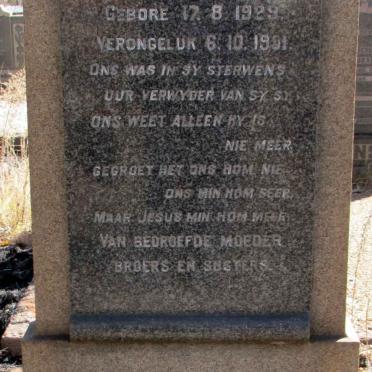 GEBORE 17. 8. 1929
VERONGELUK 6. 10. 1951
ONS WAS IN SY STERWENS
UUR VERWYDER VAN SY SY
ONS WEET ALLEEN HY IS
NIE MEER
GEGROET HET ONS HOM NIE
ONS MIN HOM SEER
MAAR JESUS MIN HOM MEER
VAN BEDROEFDE MOEDER
BROERS EN SUSTERS.